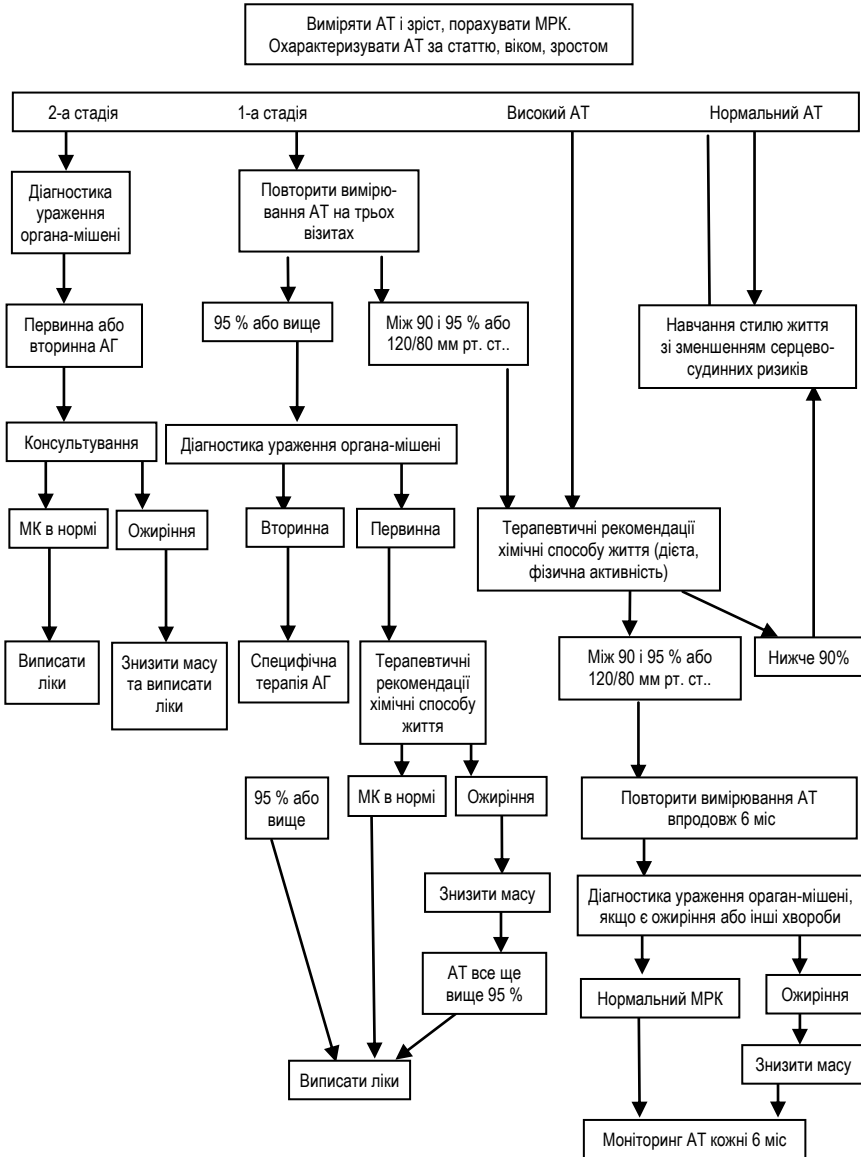 Виміряти АТ і зріст, порахувати МРК.
Охарактеризувати АТ за статтю, віком, зростом
2-а стадія
1-а стадія
Високий АТ
Нормальний АТ
Діагностика
ураження
органа-мішені
Повторити вимірю-
вання АТ на трьох
візитах
Первинна або
вторинна АГ
95 % або вище
Між 90 і 95 % або
120/80 мм рт. ст..
Навчання стилю життя
зі зменшенням серцево-
судинних ризиків
Консультування
Діагностика ураження органа-мішені
МК в нормі
Ожиріння
Вторинна
Первинна
Терапевтичні рекомендації
хімічні способу життя (дієта,
фізична активність)
Виписати
ліки
Знизити масу
та виписати
ліки
Специфічна
терапія АГ
Терапевтичні
рекомендації
хімічні способу
життя
Між 90 і 95 % або
120/80 мм рт. ст..
Нижче 90%
95 % або
вище
МК в нормі
Ожиріння
Повторити вимірювання АТ
впродовж 6 міс
Знизити масу
Діагностика ураження ораган-мішені,
якщо є ожиріння або інші хвороби
АТ все ще
вище 95 %
Нормальний МРК
Ожиріння
Виписати ліки
Знизити масу
Моніторинг АТ кожні 6 міс